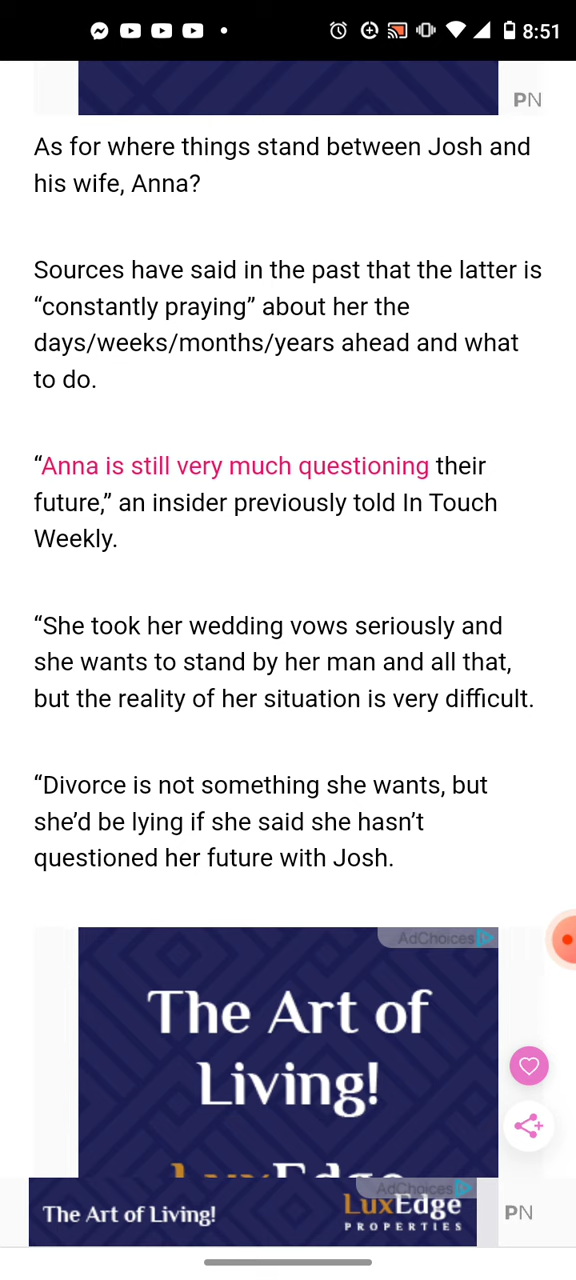 8:51
PN
As for where things stand between Josh and
his wife, Anna?
Sources have said in the past that the latter is
“constantly praying” about her the
days/weeks/months/years ahead and what
to do.
“Anna is still very much questioning their
future,” an insider previously told In Touch
Weekly.
“She took her wedding vows seriously and
she wants to stand by her man and all that,
but the reality of her situation is very difficult.
“Divorce is not something she wants, but
she’d be lying if she said she hasn’t
questioned her future with Josh.
AdChoices
The Art of
Living!
LuxEdge
AdChoices
The Art of Living!
LuxEdge
PROPERTIES
PN